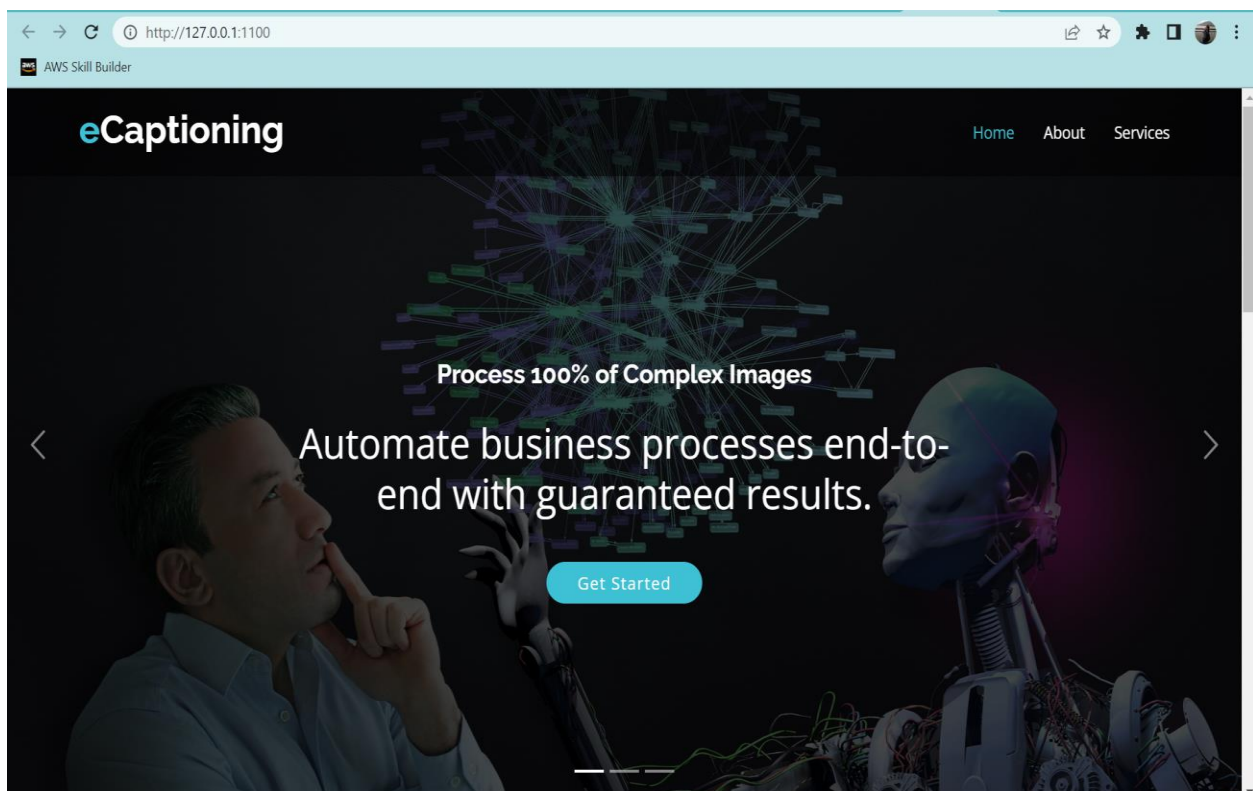 http://127.0.0.1:1100
aws
AWS Skill Builder
eCaptioning
Home About Services
Process 100% of Complex Images
Automate business processes end-to-
end with guaranteed results.
Get Started